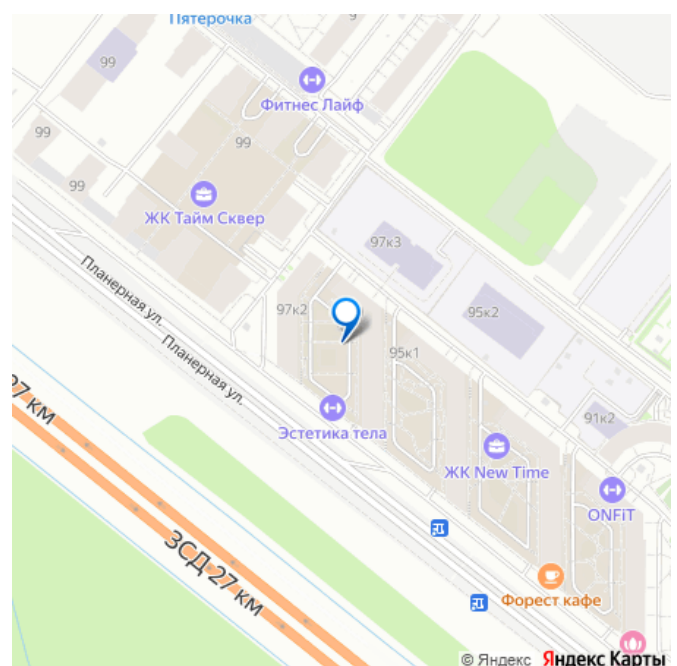 Пятерочка
99
Фитнес Лайф
99
99
99
ЖК Тайм Сквер
97к3
Планерная ул.
Планерная ул.
97к2
95к2
95к1
27 км
91к2
Эстетика тела
ЖК New Time
ONFiT
ЗСД 27 км
Форест кафе
© Яндекс Яндекс Карты